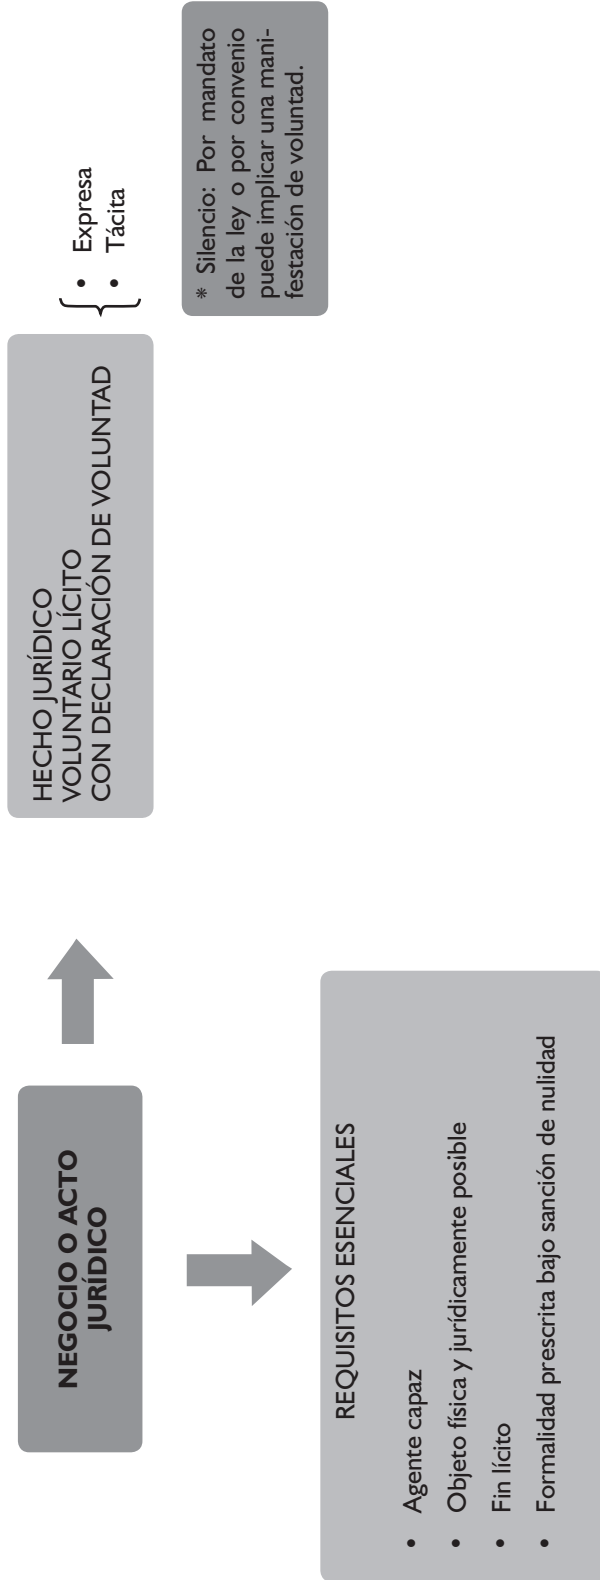 NEGOCIO O ACTO
JURÍDICO
HECHO JURÍDICO
VOLUNTARIO LÍCITO
CON DECLARACIÓN DE VOLUNTAD
• Expresa
• Tácita
* Silencio: Por mandato
de la ley o por convenio
puede implicar una mani-
festación de voluntad.
REQUISITOS ESENCIALES
• Agente capaz
• Objeto física y jurídicamente posible
• Fin lícito
• Formalidad prescrita bajo sanción de nulidad